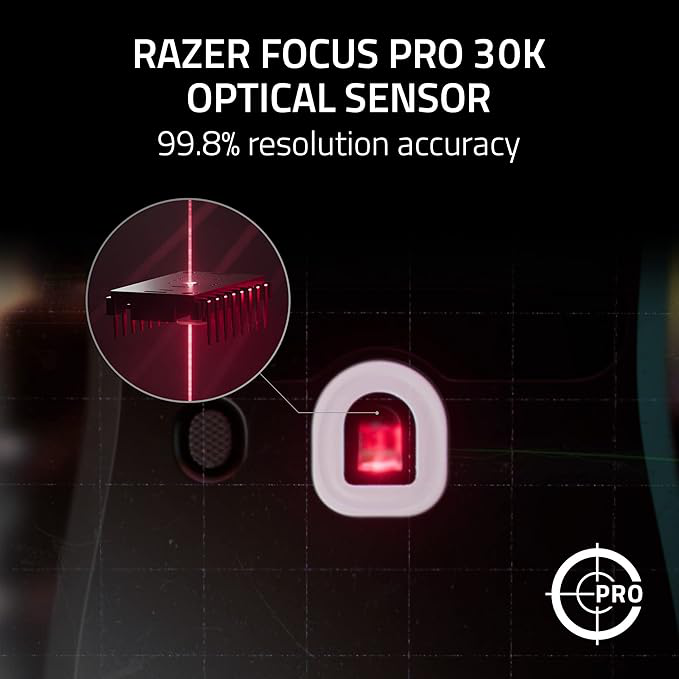 RAZER FOCUS PRO 30K
OPTICAL SENSOR
99.8% resolution accuracy
PRO